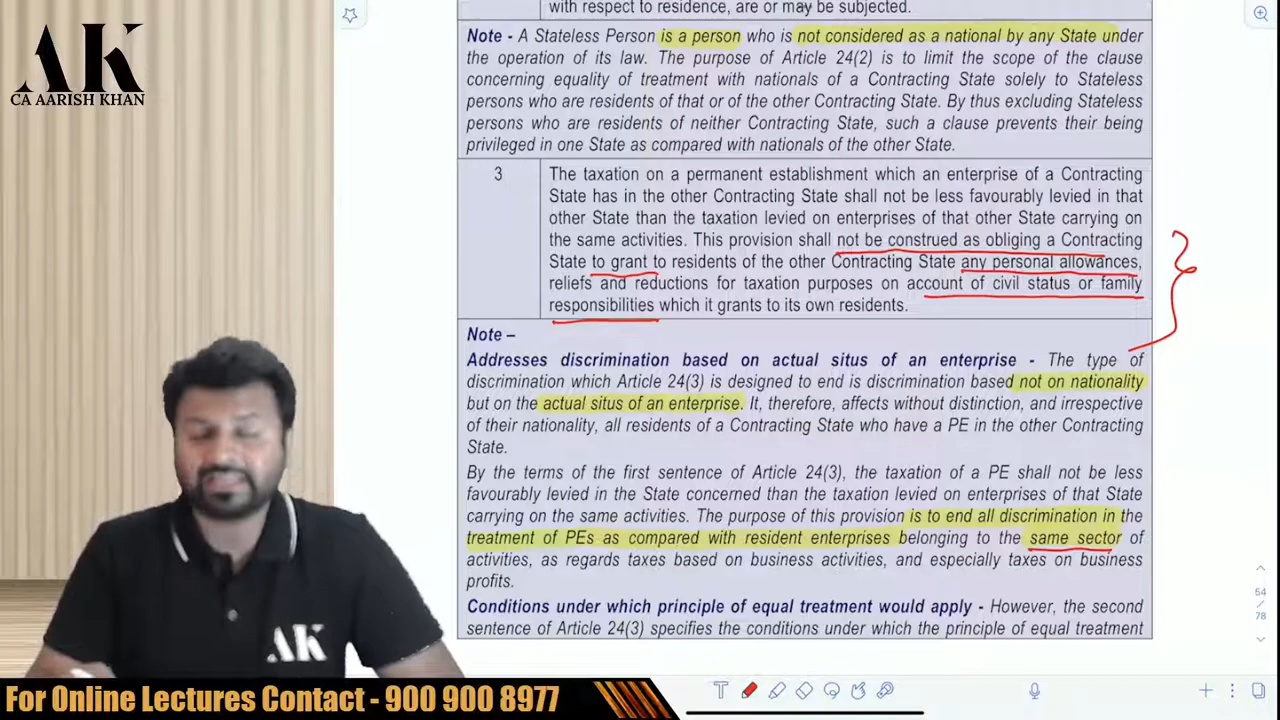 AK
CA AARISH KHAN
with respect to residence, are or may be subjected.
Note - A Stateless Person is a person who is not considered as a national by any State under
the operation of its law. The purpose of Article 24(2) is to limit the scope of the clause
concerning equality of treatment with nationals of a Contracting State solely to Stateless
persons who are residents of that or of the other Contracting State. By thus excluding Stateless
persons who are residents of neither Contracting State, such a clause prevents their being
privileged in one State as compared with nationals of the other State.
3
The taxation on a permanent establishment which an enterprise of a Contracting
State has in the other Contracting State shall not be less favourably levied in that
other State than the taxation levied on enterprises of that other State carrying on
the same activities. This provision shall not be construed as obliging a Contracting
State to grant to residents of the other Contracting State any personal allowances,
reliefs and reductions for taxation purposes on account of civil status or family
responsibilities which it grants to its own residents.
Note –
Addresses discrimination based on actual situs of an enterprise - The type of
discrimination which Article 24(3) is designed to end is discrimination based not on nationality
but on the actual situs of an enterprise. It, therefore, affects without distinction, and irrespective
of their nationality, all residents of a Contracting State who have a PE in the other Contracting
State.
By the terms of the first sentence of Article 24(3), the taxation of a PE shall not be less
favourably levied in the State concerned than the taxation levied on enterprises of that State
carrying on the same activities. The purpose of this provision is to end all discrimination in the
treatment of PEs as compared with resident enterprises belonging to the same sector of
activities, as regards taxes based on business activities, and especially taxes on business
profits.
Conditions under which principle of equal treatment would apply - However, the second
sentence of Article 24(3) specifies the conditions under which the principle of equal treatment
54
/
78
AK
For Online Lectures Contact - 900 900 8977